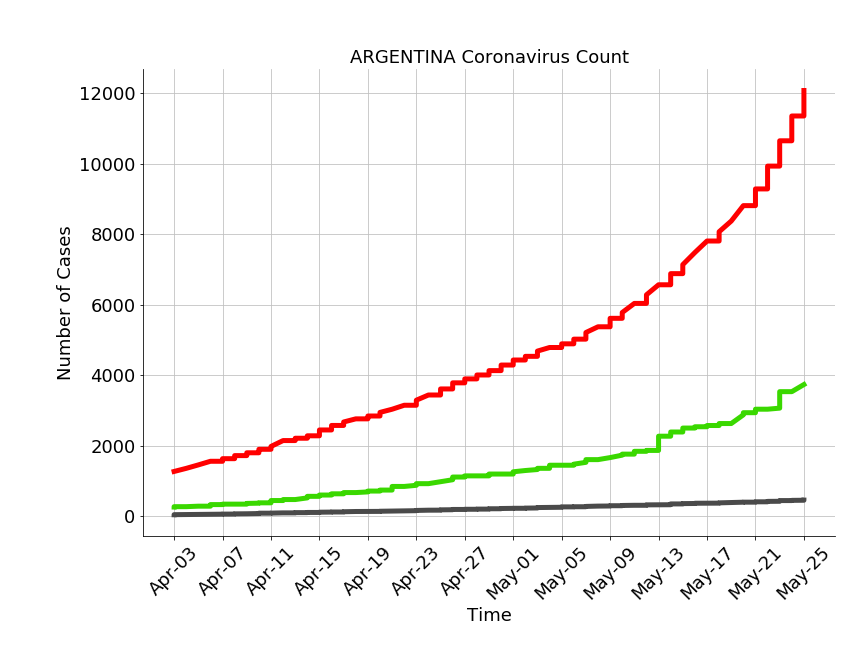 ARGENTINA Coronavirus Count
12000
10000
8000
6000
4000
2000
0
Number of Cases
Apr-03 Apr-07 Apr-11 Apr-15 Apr-19 Apr-23 Apr-27 May-01 May-05 May-09 May-13 May-17 May-21 May-25
Time